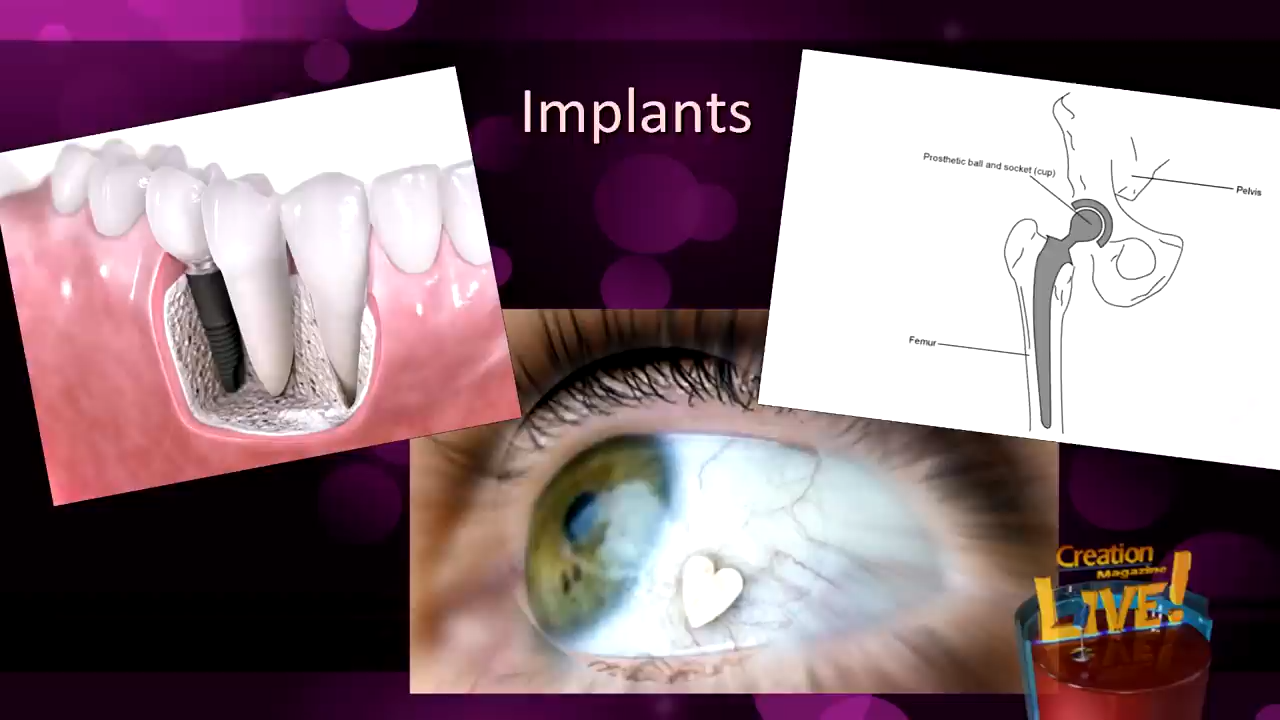 Implants
Prosthetic ball and socket (cup)
Pelvis
Femur
Creation
Magazine
LIVE!